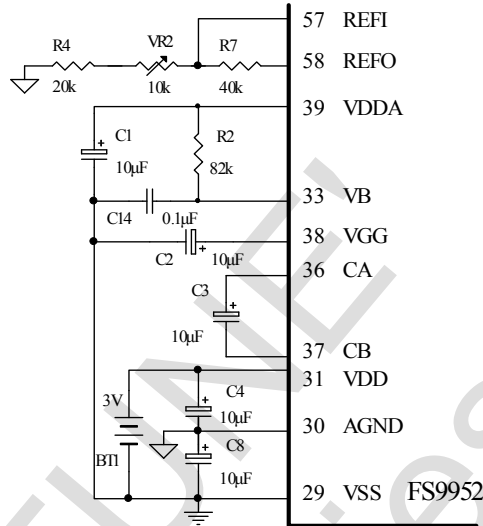 57 REFI
R4 VR2 R7
58 REFO
20k 10k 40k
39 VDDA
C1 +
R2
10µF 82k
33 VB
C14 0.1µF
38 VGG
C2 + 10µF
36 CA
C3 +
10µF
37 CB
31 VDD
3V + C4
10µF 30 AGND
+
BT1 C8
10µF
29 VSS FS9952
FUNE'
es